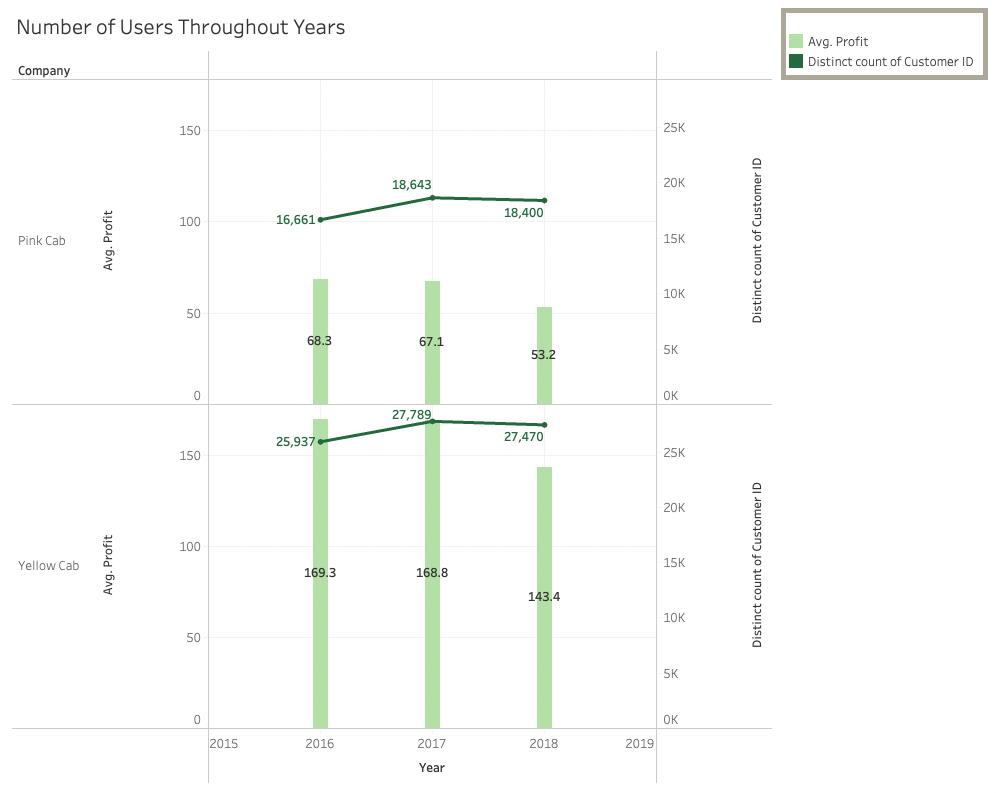 Number of Users Throughout Years
Avg. Profit
Distinct count of Customer ID
Company
Pink Cab
Avg. Profit
150
100
50
0
16,661
18,643
18,400
68.3
67.1
53.2
25K
20K
15K
10K
5K
0K
Distinct count of Customer ID
Yellow Cab
Avg. Profit
150
100
50
0
25,937
27,789
27,470
169.3
168.8
143.4
25K
20K
15K
10K
5K
0K
Distinct count of Customer ID
2015 2016 2017 2018 2019
Year